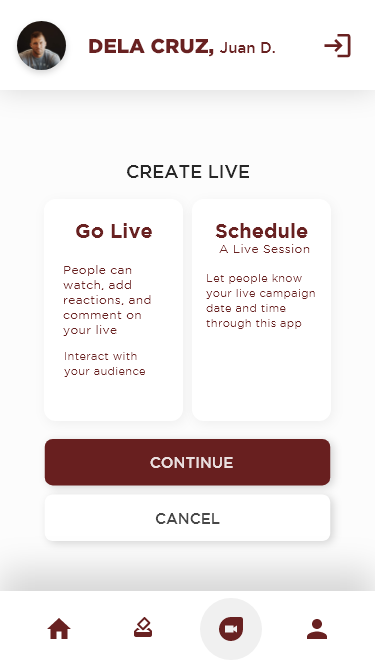 DELA CRUZ, Juan D.
CREATE LIVE
Go Live
People can
watch, add
reactions, and
comment on
your live
Interact with
your audience
Schedule
A Live Session
Let people know
your live campaign
date and time
through this app
CONTINUE
CANCEL